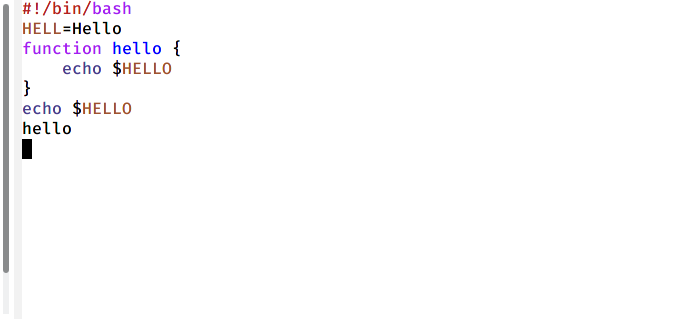 #!/bin/bash
HELL=Hello
function hello {
    echo $HELLO
}
echo $HELLO
hello